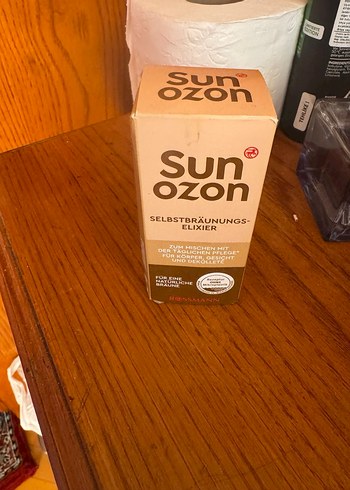 Sun
ozon
Sun
ozon
SELBSTBRÄUNUNGS-
ELIXIER
ZUM MISCHEN MIT
DER TÄGLICHEN PFLEGE*
FÜR KÖRPER, GESICHT
UND DEKOLLETÉ
FÜR EINE
NATÜRLICHE
BRÄUNE
ROSSMANN